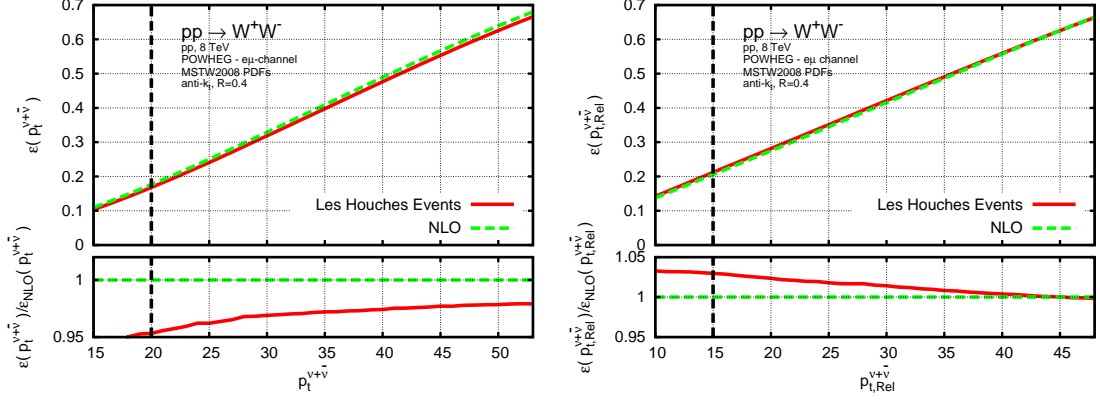 0.7
0.6
0.5
0.4
0.3
0.2
0.1
0
ε( p_t^{ν+ν̄})
pp → W⁺W⁻
pp, 8 TeV
POWHEG - eμ-channel
MSTW2008 PDFs
anti-kₜ, R=0.4
Les Houches Events
NLO
1
0.95
ε( p_t^{ν+ν̄})/ε_{NLO}( p_t^{ν+ν̄})
15 20 25 30 35 40 45 50
p_t^{ν+ν̄}
0.7
0.6
0.5
0.4
0.3
0.2
0.1
0
ε( p_{t,Rel}^{ν+ν̄})
pp → W⁺W⁻
pp, 8 TeV
POWHEG - eμ channel
MSTW2008 PDFs
anti-kₜ, R=0.4
Les Houches Events
NLO
1.05
1
0.95
ε( p_{t,Rel}^{ν+ν̄})/ε_{NLO}( p_{t,Rel}^{ν+ν̄})
10 15 20 25 30 35 40 45
p_{t,Rel}^{ν+ν̄}